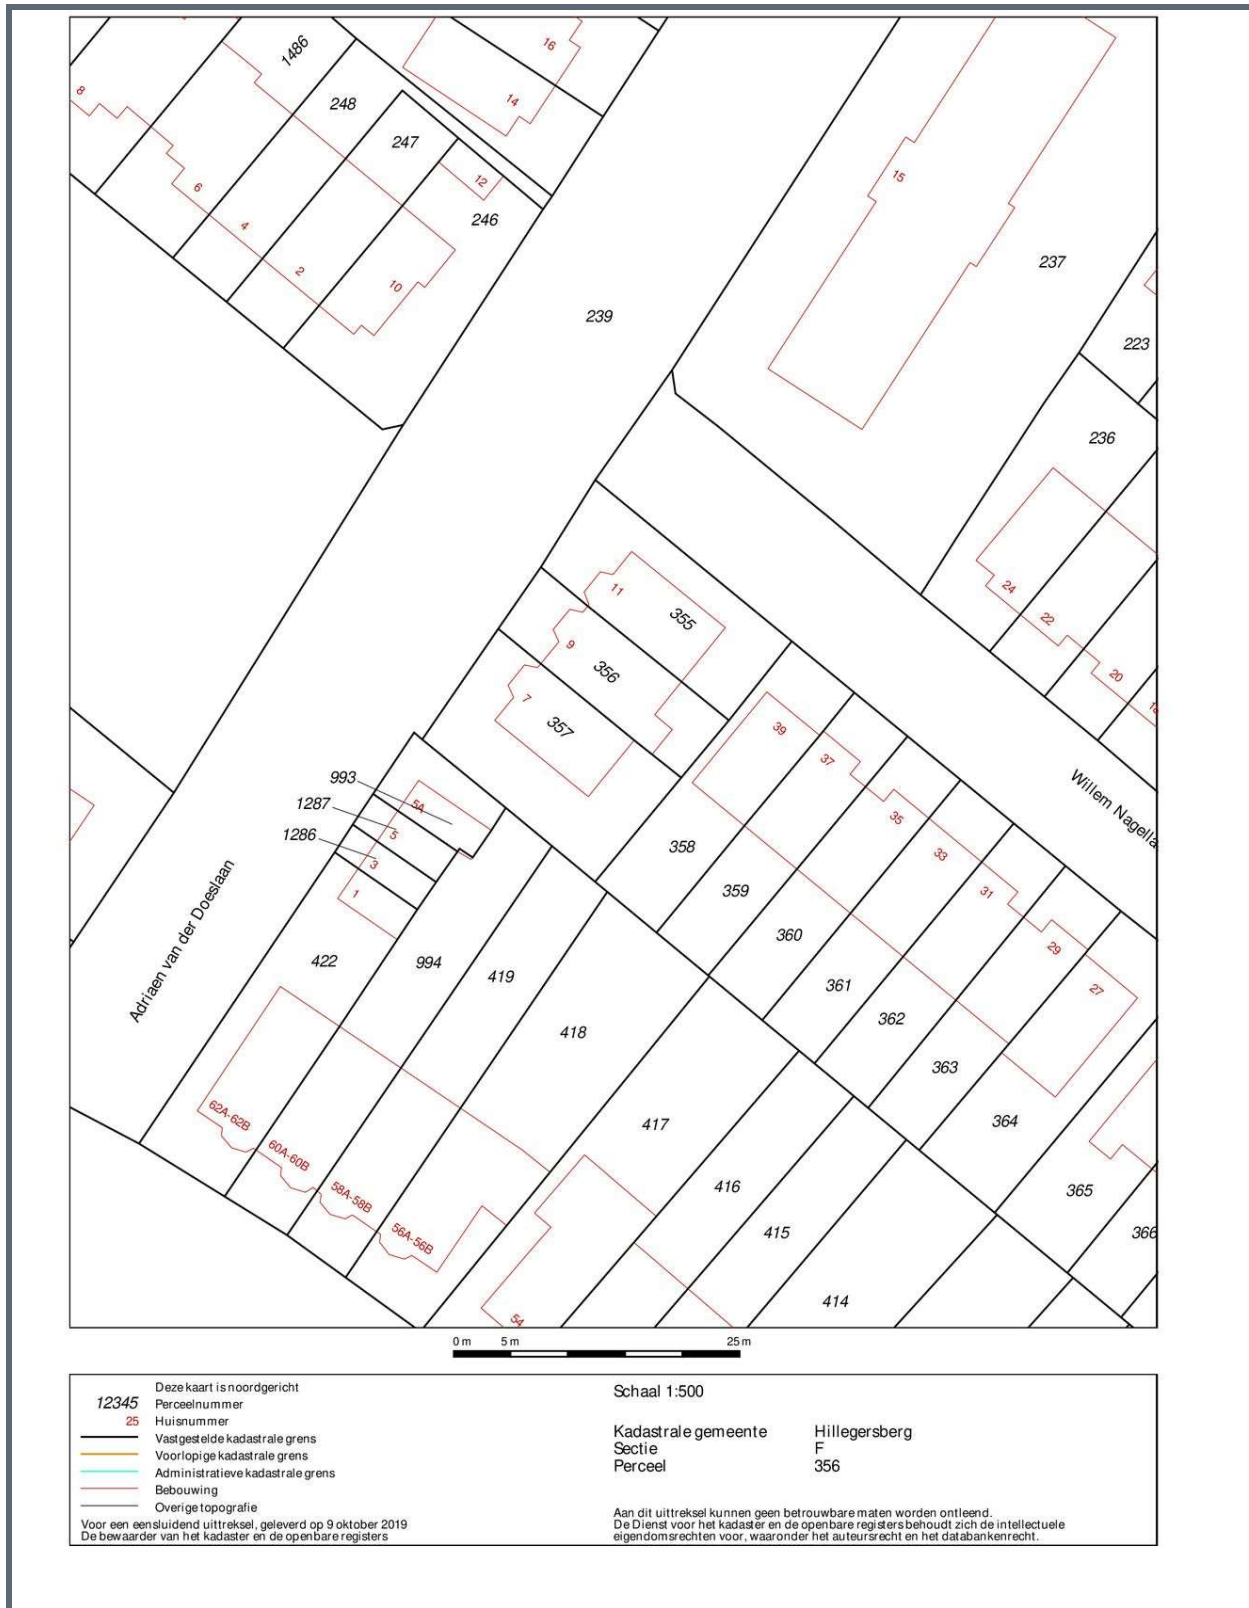 1486
16
8
248
14
247
12
15
6
246
4
237
2
10
239
223
236
24
11
355
22
9
356
20
7
357
18
39
37
Willem Nagella
993
5A
1287
5
35
1286
3
358
33
1
359
31
Adriaen van der Doeslaan
360
29
422
994
419
361
27
418
362
363
62A-62B
417
364
60A-60B
58A-58B
416
365
56A-56B
415
366
414
54
0 m 5 m 25 m
Deze kaart is noordgericht
12345 Perceelnummer
25 Huisnummer
Vastgestelde kadastrale grens
Voorlopige kadastrale grens
Administratieve kadastrale grens
Bebouwing
Overige topografie
Voor een eensluidend uittreksel, geleverd op 9 oktober 2019
De bewaarder van het kadaster en de openbare registers
Schaal 1:500
Kadastrale gemeente Hillegersberg
Sectie F
Perceel 356
Aan dit uittreksel kunnen geen betrouwbare maten worden ontleend.
De Dienst voor het kadaster en de openbare registers behoudt zich de intellectuele
eigendomsrechten voor, waaronder het auteursrecht en het databankenrecht.